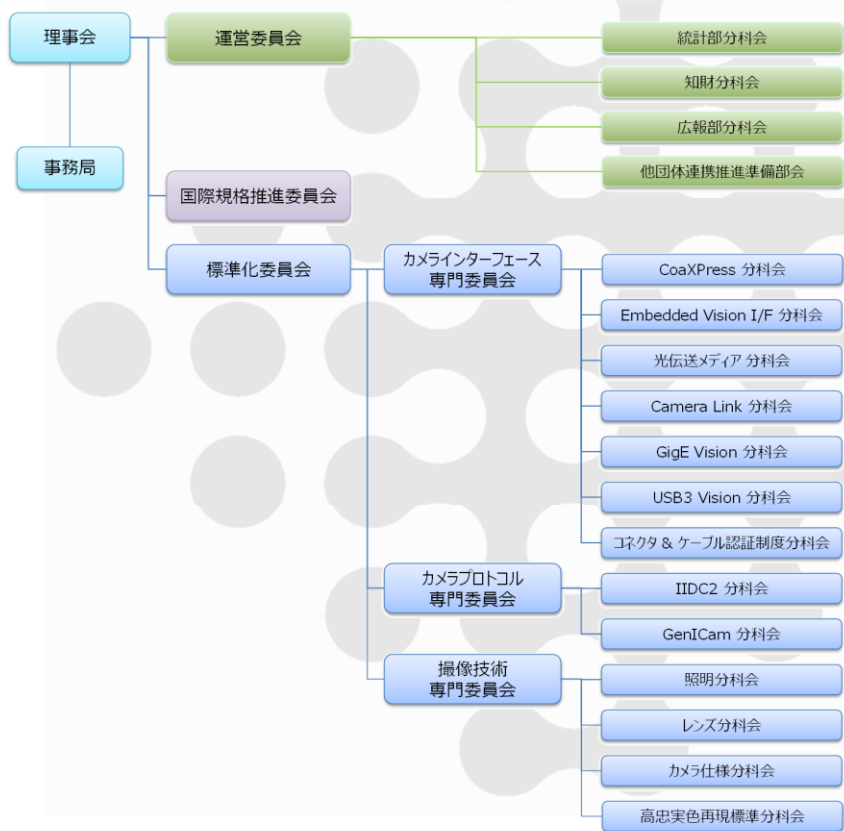 理事会
運営委員会
統計部分科会
知財分科会
広報部分科会
他団体連携推進準備部会
事務局
国際規格推進委員会
標準化委員会
カメラインターフェース
専門委員会
CoaXPress 分科会
Embedded Vision I/F 分科会
光伝送メディア 分科会
Camera Link 分科会
GigE Vision 分科会
USB3 Vision 分科会
コネクタ & ケーブル認証制度分科会
カメラプロトコル
専門委員会
IIDC2 分科会
GenICam 分科会
撮像技術
専門委員会
照明分科会
レンズ分科会
カメラ仕様分科会
高忠実色再現標準分科会